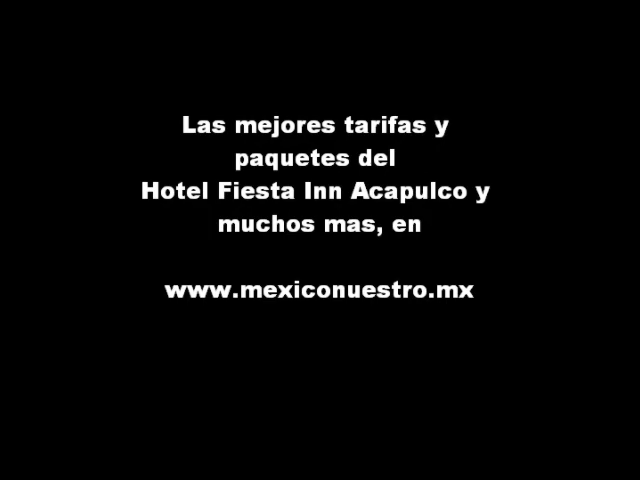 Las mejores tarifas y
paquetes del
Hotel Fiesta Inn Acapulco y
muchos mas, en
www.mexiconuestro.mx